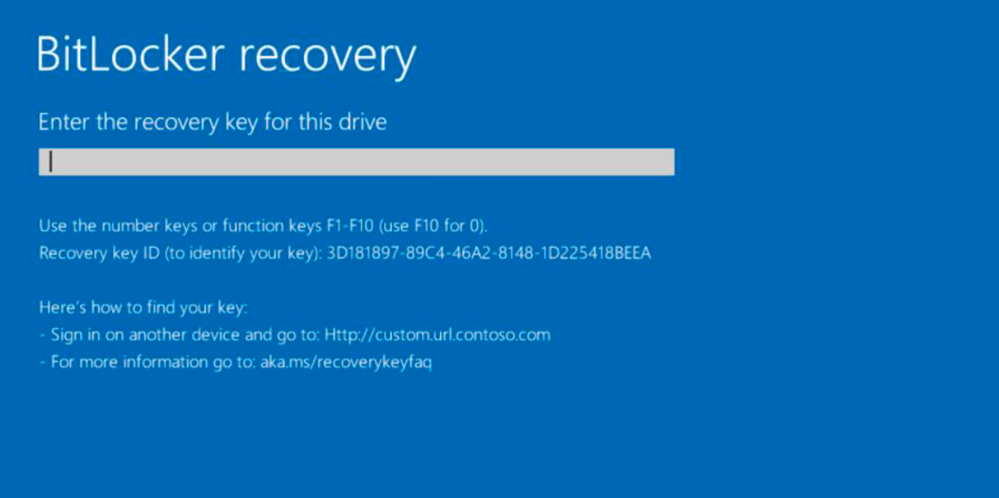 BitLocker recovery
Enter the recovery key for this drive
Use the number keys or function keys F1-F10 (use F10 for 0).
Recovery key ID (to identify your key): 3D181897-89C4-46A2-8148-1D225418BEEA
Here's how to find your key:
- Sign in on another device and go to: Http://custom.url.contoso.com
- For more information go to: aka.ms/recoverykeyfaq